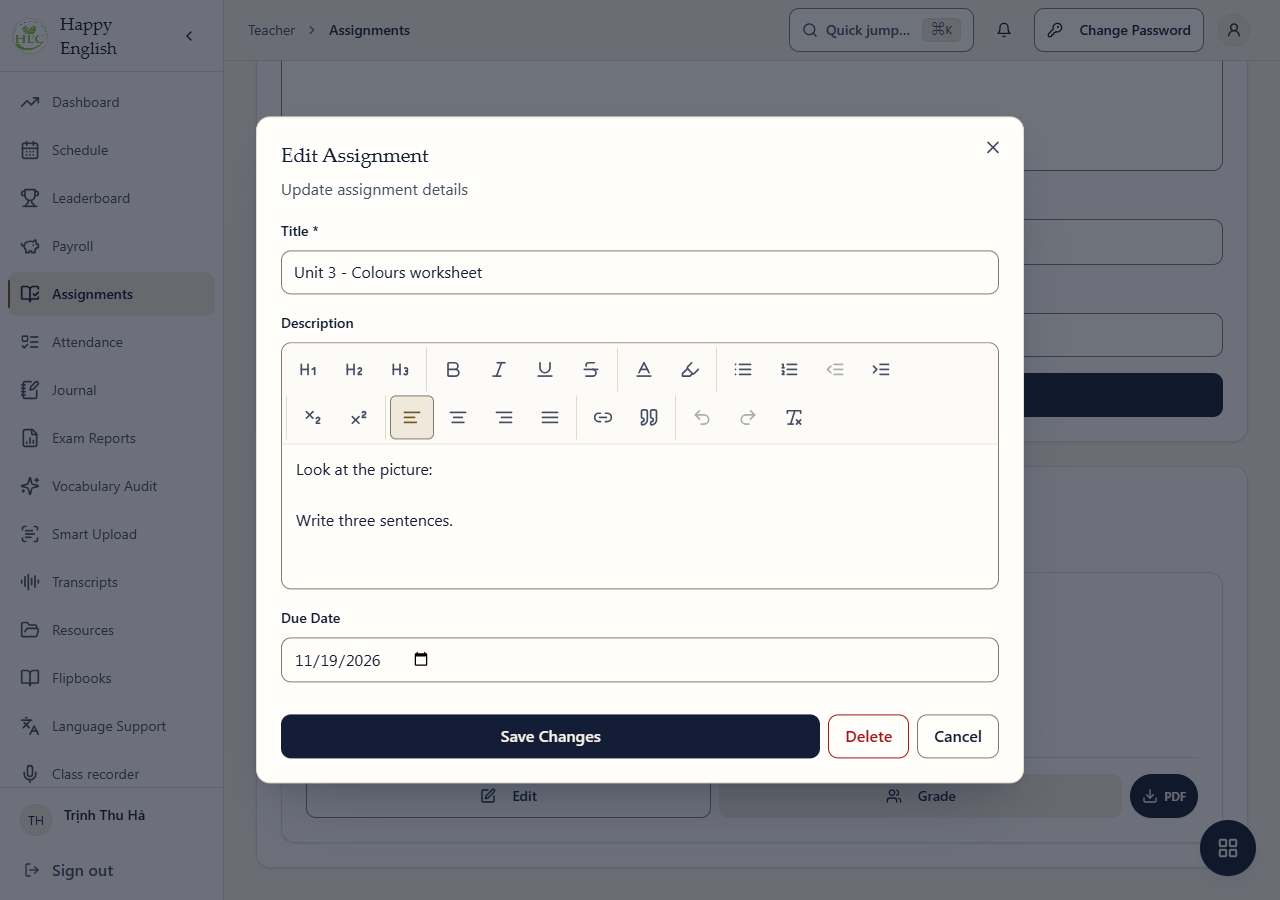 HEC
Happy
English
Teacher
Assignments
Quick jump...
⌘K
Change Password
Dashboard
Schedule
Leaderboard
Payroll
Assignments
Attendance
Journal
Exam Reports
Vocabulary Audit
Smart Upload
Transcripts
Resources
Flipbooks
Language Support
Class recorder
TH
Trịnh Thu Hà
Sign out
Edit Assignment
Update assignment details
Title *
Unit 3 - Colours worksheet
Description
H1 H2 H3
Look at the picture:
Write three sentences.
Due Date
11/19/2026
Save Changes
Delete
Cancel
Edit
Grade
PDF